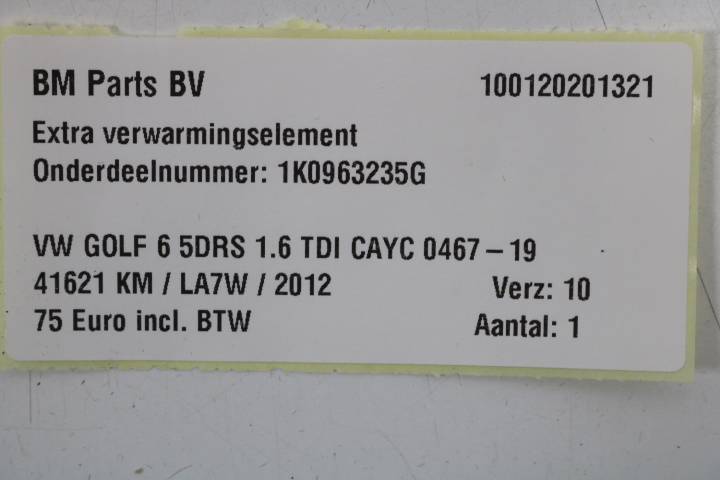 BM Parts BV 100120201321
Extra verwarmingselement
Onderdeelnummer: 1K0963235G
VW GOLF 6 5DRS 1.6 TDI CAYC 0467 – 19
41621 KM / LA7W / 2012 Verz: 10
75 Euro incl. BTW Aantal: 1